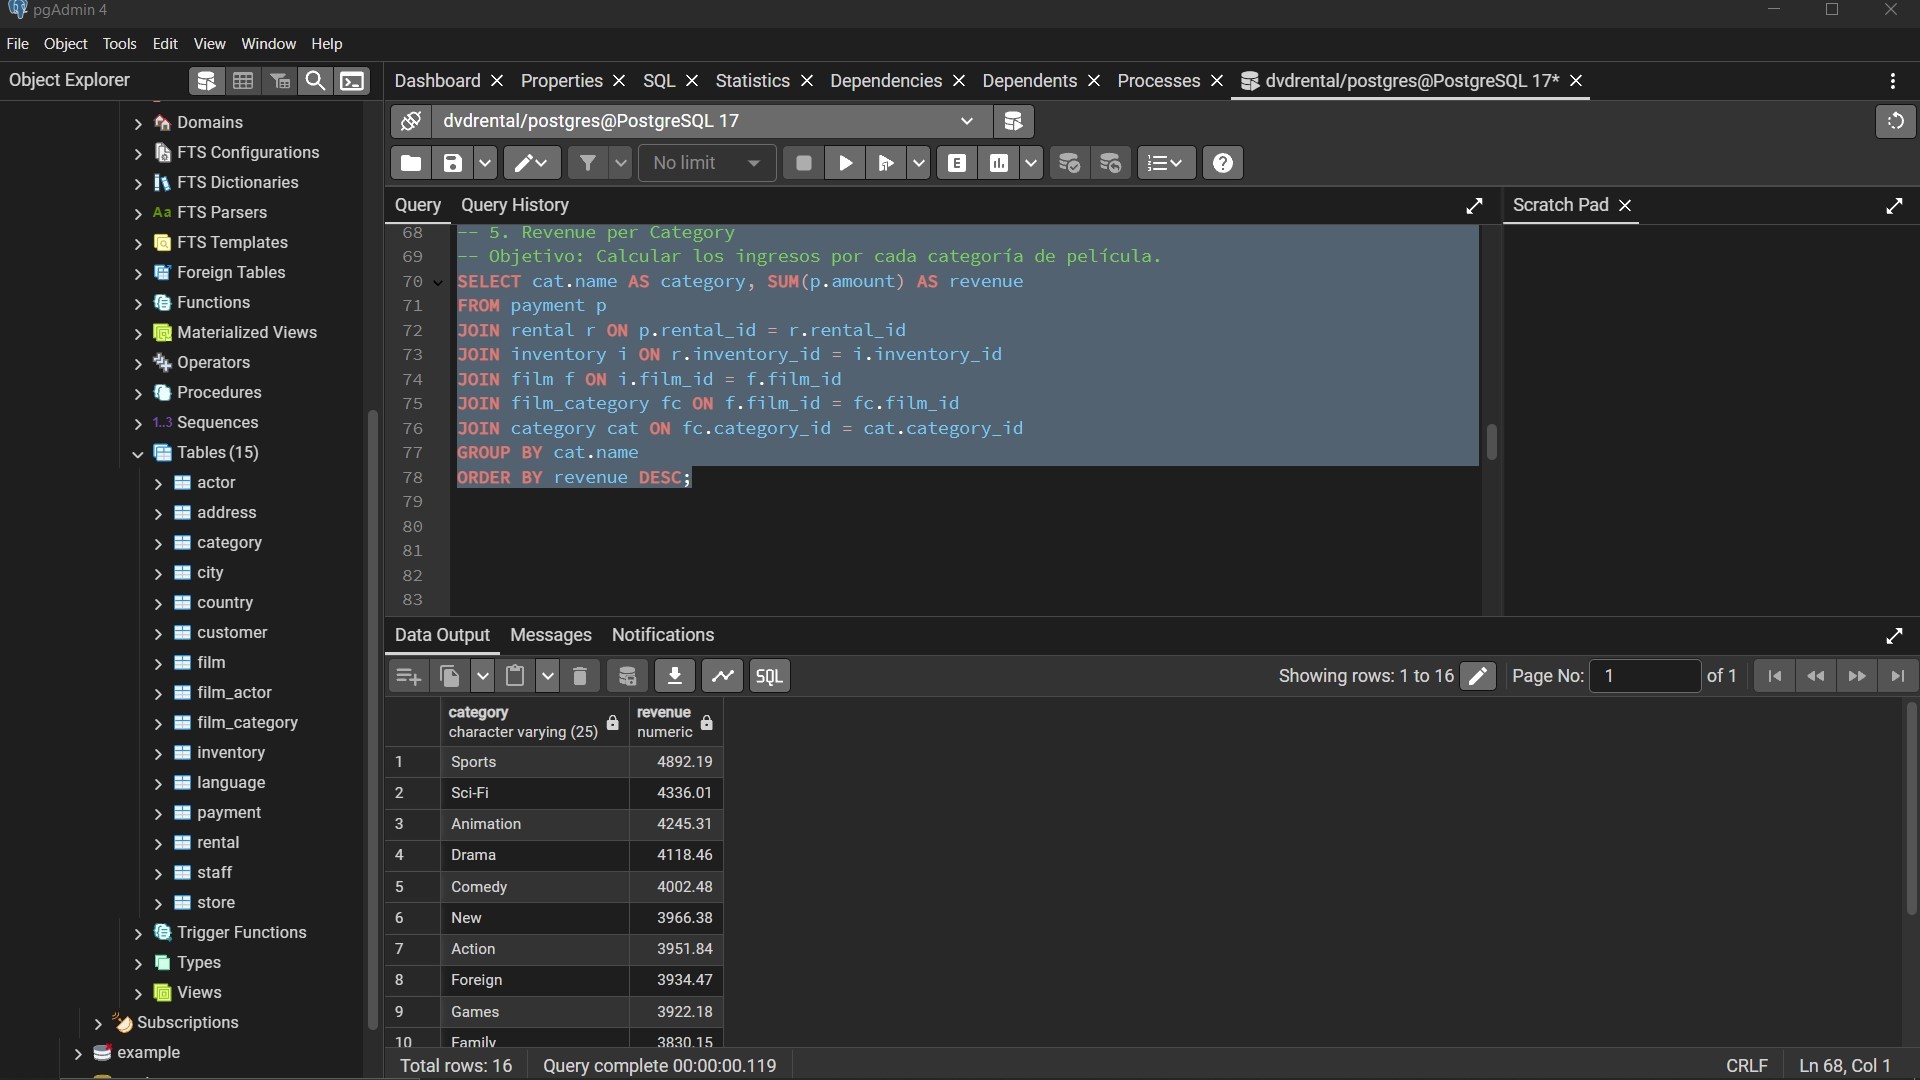 pgAdmin 4
File Object Tools Edit View Window Help
Object Explorer
Dashboard Properties SQL Statistics Dependencies Dependents Processes dvdrental/postgres@PostgreSQL 17*
dvdrental/postgres@PostgreSQL 17
No limit
E
Query Query History
Scratch Pad
Domains
FTS Configurations
FTS Dictionaries
Aa FTS Parsers
FTS Templates
Foreign Tables
Functions
Materialized Views
Operators
Procedures
1..3 Sequences
Tables (15)
actor
address
category
city
country
customer
film
film_actor
film_category
inventory
language
payment
rental
staff
store
Trigger Functions
Types
Views
Subscriptions
example
68 -- 5. Revenue per Category
69 -- Objetivo: Calcular los ingresos por cada categoría de película.
70 SELECT cat.name AS category, SUM(p.amount) AS revenue
71 FROM payment p
72 JOIN rental r ON p.rental_id = r.rental_id
73 JOIN inventory i ON r.inventory_id = i.inventory_id
74 JOIN film f ON i.film_id = f.film_id
75 JOIN film_category fc ON f.film_id = fc.film_id
76 JOIN category cat ON fc.category_id = cat.category_id
77 GROUP BY cat.name
78 ORDER BY revenue DESC;
79
80
81
82
83
Data Output Messages Notifications
SQL
Showing rows: 1 to 16 Page No: 1 of 1
category revenue
character varying (25) numeric
1 Sports 4892.19
2 Sci-Fi 4336.01
3 Animation 4245.31
4 Drama 4118.46
5 Comedy 4002.48
6 New 3966.38
7 Action 3951.84
8 Foreign 3934.47
9 Games 3922.18
10 Family 3830.15
Total rows: 16 Query complete 00:00:00.119 CRLF Ln 68, Col 1